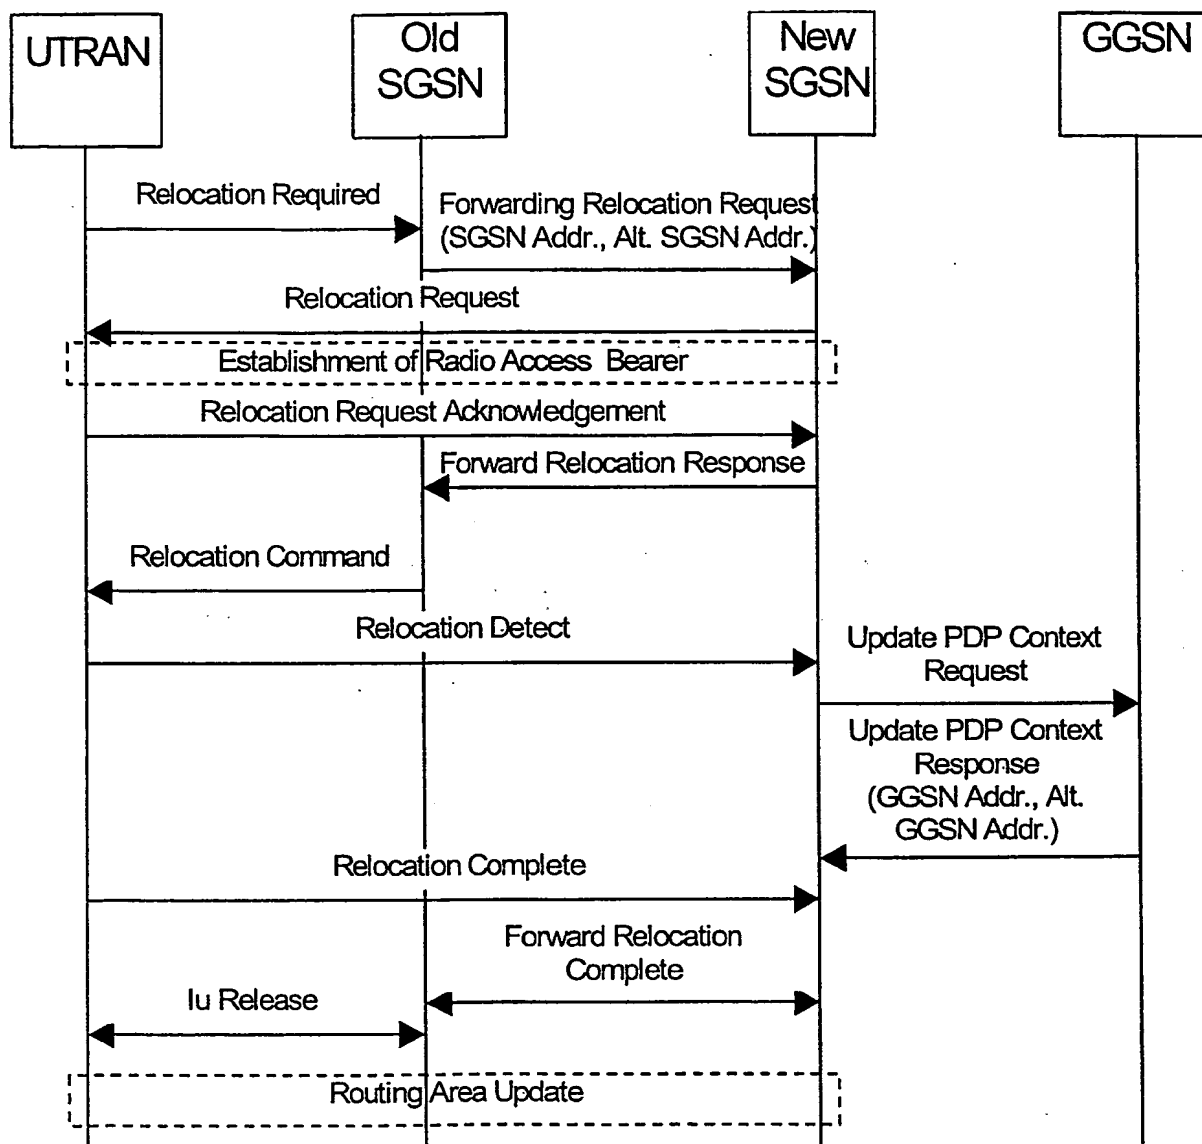 UTRAN
Old
SGSN
New
SGSN
GGSN
Relocation Required
Forwarding Relocation Request
(SGSN Addr., Alt. SGSN Addr.)
Relocation Request
Establishment of Radio Access Bearer
Relocation Request Acknowledgement
Forward Relocation Response
Relocation Command
Relocation Detect
Update PDP Context
Request
Update PDP Context
Response
(GGSN Addr., Alt.
GGSN Addr.)
Relocation Complete
Forward Relocation
Complete
Iu Release
Routing Area Update